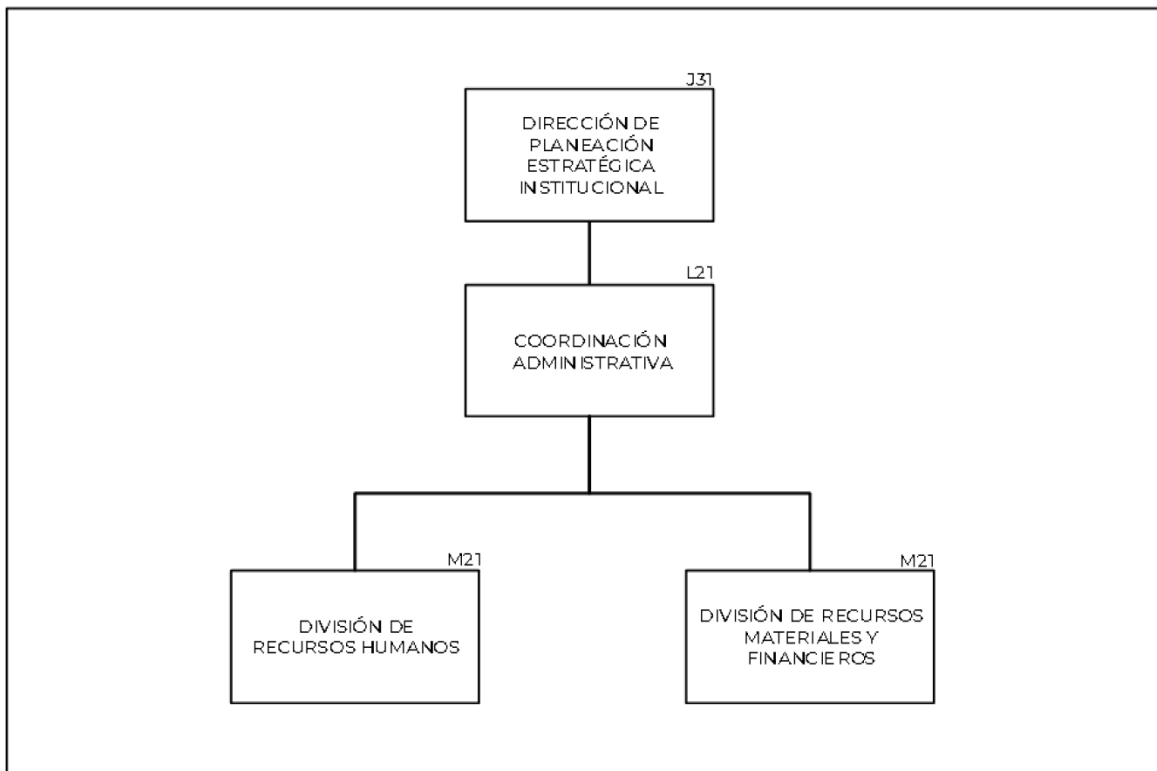 J31
DIRECCIÓN DE
PLANEACIÓN
ESTRATÉGICA
INSTITUCIONAL
L21
COORDINACIÓN
ADMINISTRATIVA
M21
DIVISIÓN DE
RECURSOS HUMANOS
M21
DIVISIÓN DE RECURSOS
MATERIALES Y
FINANCIEROS